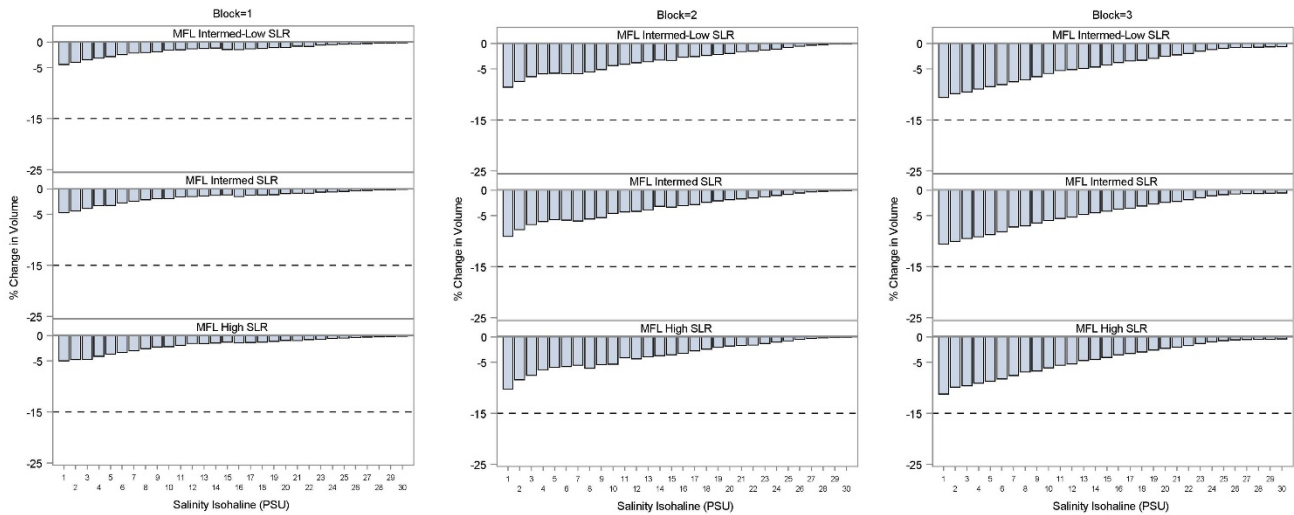 Block=1
MFL Intermed-Low SLR
0
-5
-15
-25
MFL Intermed SLR
0
-5
-15
-25
MFL High SLR
0
-5
-15
-25
% Change in Volume
1 3 5 7 9 11 13 15 17 19 21 23 25 27 29
2 4 6 8 10 12 14 16 18 20 22 24 26 28 30
Salinity Isohaline (PSU)
Block=2
MFL Intermed-Low SLR
0
-5
-15
-25
MFL Intermed SLR
0
-5
-15
-25
MFL High SLR
0
-5
-15
-25
% Change in Volume
1 3 5 7 9 11 13 15 17 19 21 23 25 27 29
2 4 6 8 10 12 14 16 18 20 22 24 26 28 30
Salinity Isohaline (PSU)
Block=3
MFL Intermed-Low SLR
0
-5
-15
-25
MFL Intermed SLR
0
-5
-15
-25
MFL High SLR
0
-5
-15
-25
% Change in Volume
1 3 5 7 9 11 13 15 17 19 21 23 25 27 29
2 4 6 8 10 12 14 16 18 20 22 24 26 28 30
Salinity Isohaline (PSU)